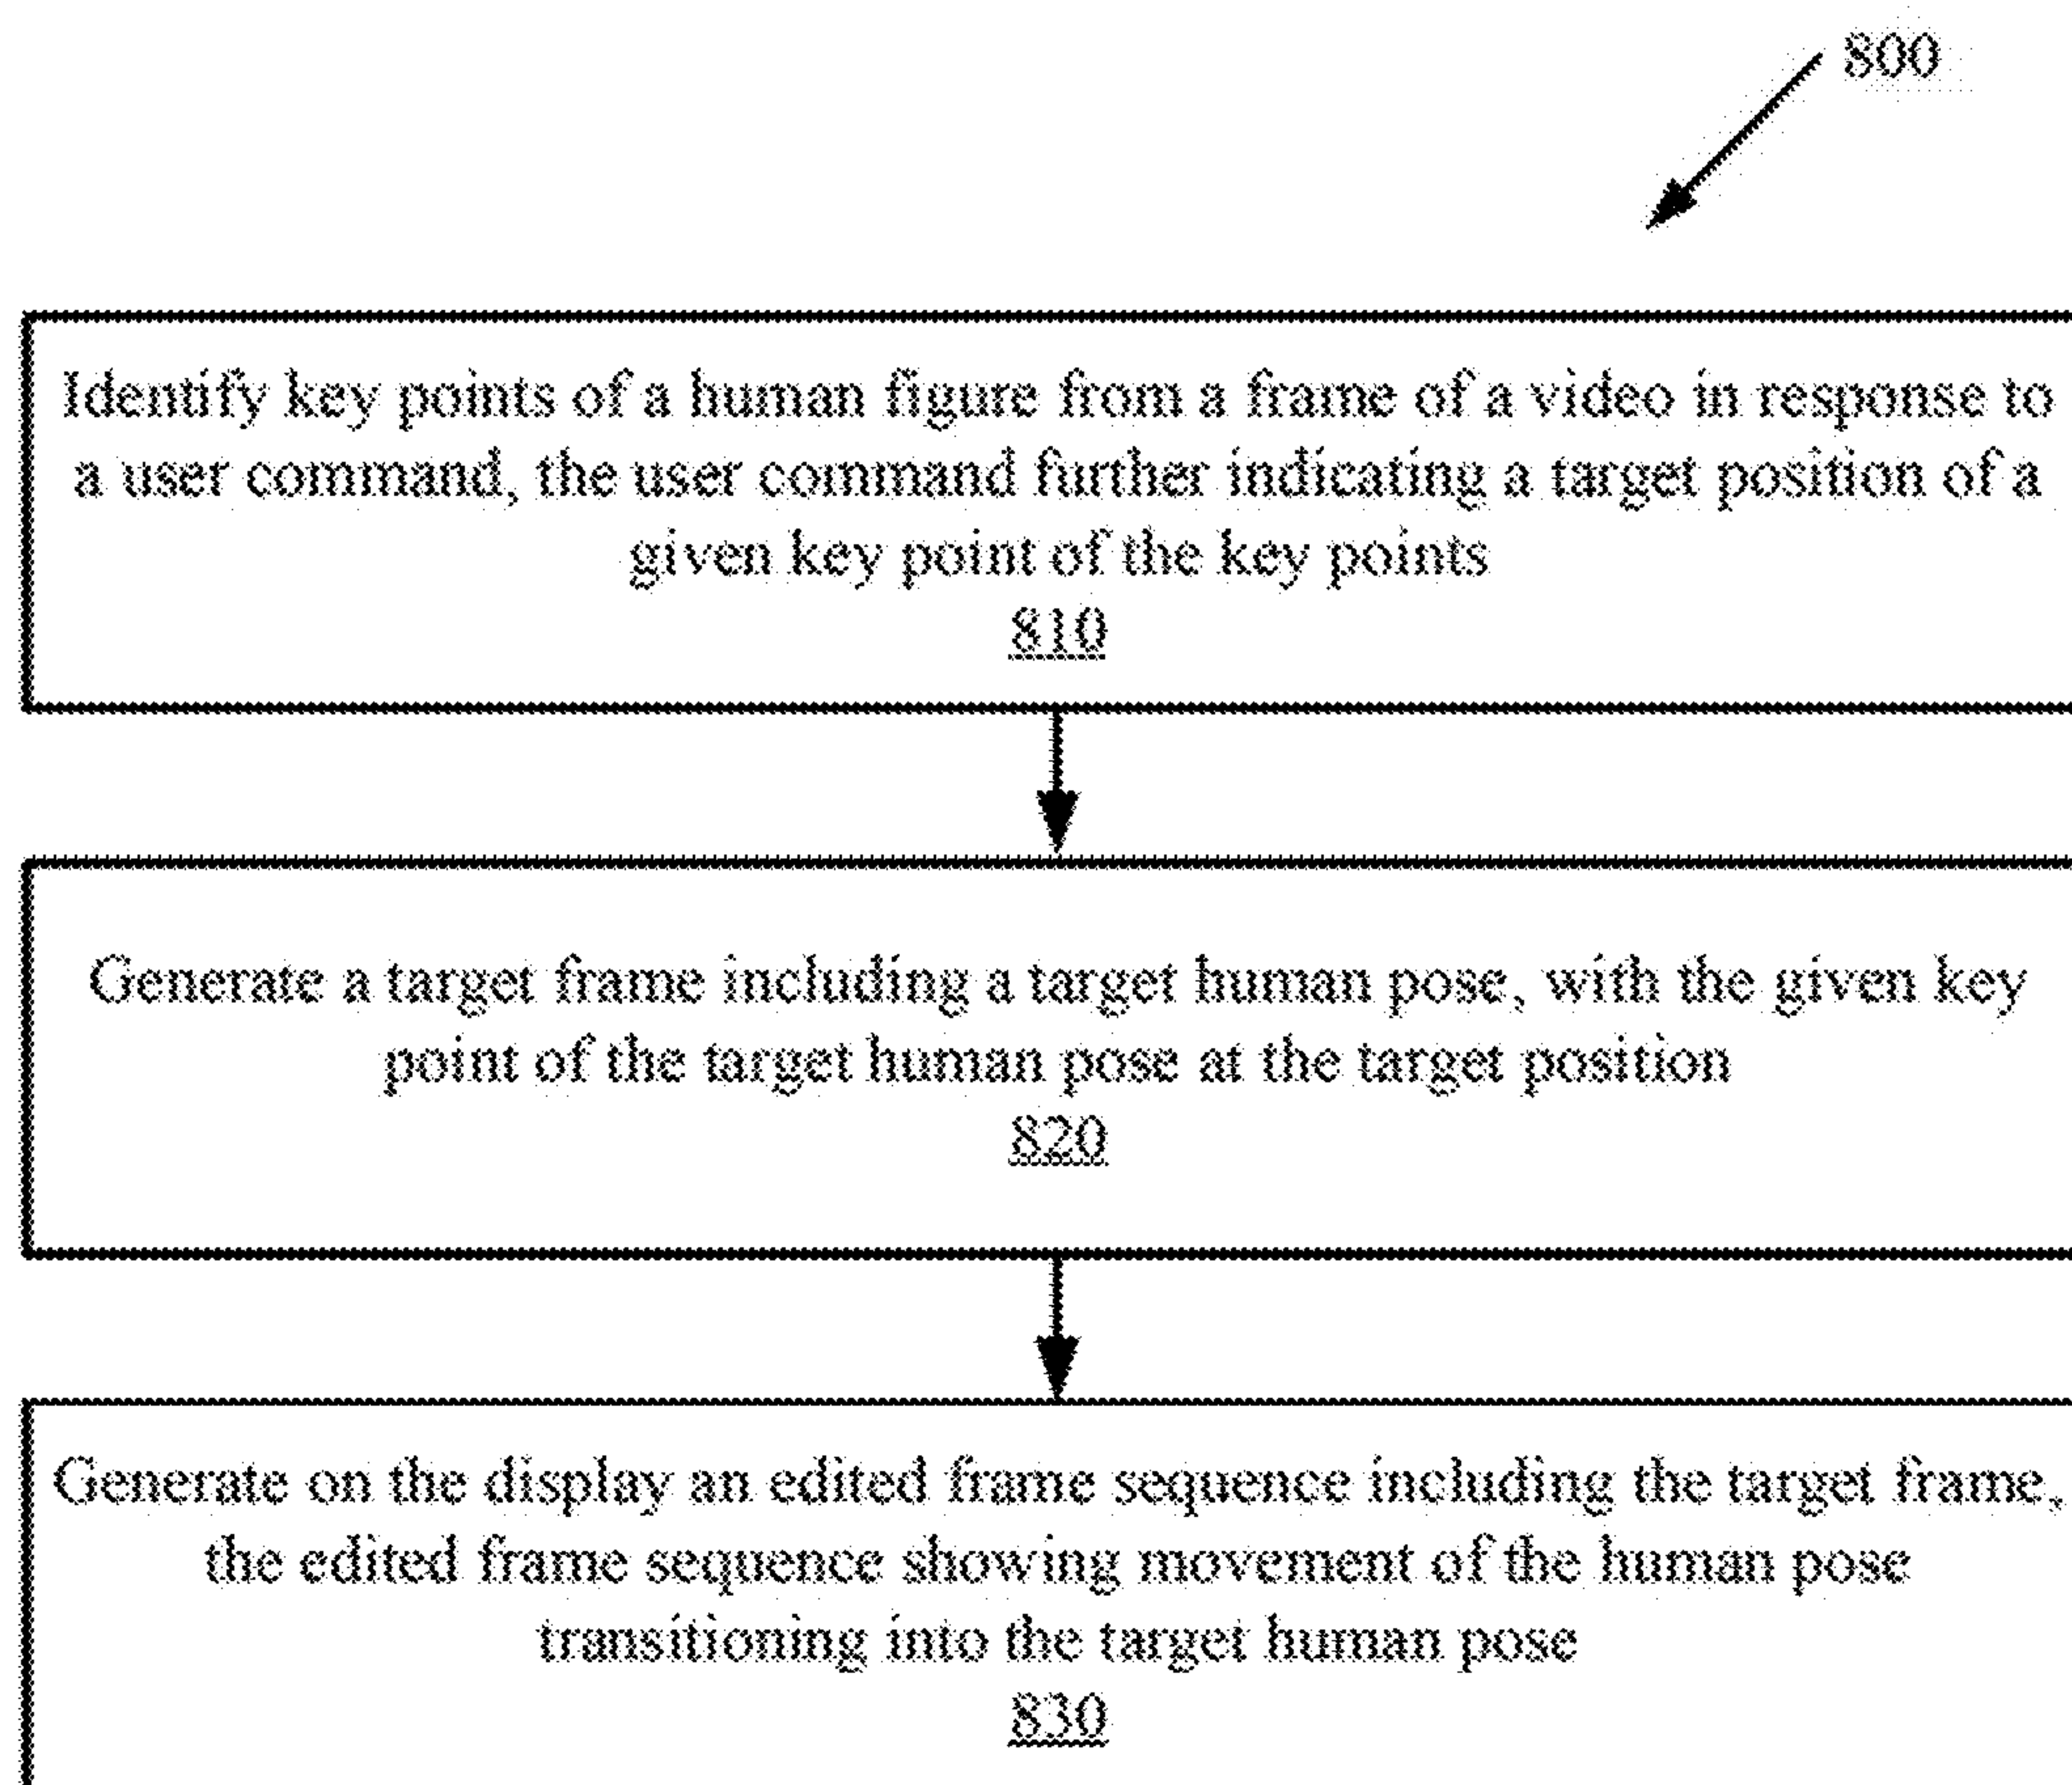 800
Identify key points of a human figure from a frame of a video in response to
a user command, the user command further indicating a target position of a
given key point of the key points
810
Generate a target frame including a target human pose, with the given key
point of the target human pose at the target position
820
Generate on the display an edited frame sequence including the target frame,
the edited frame sequence showing movement of the human pose
transitioning into the target human pose
830